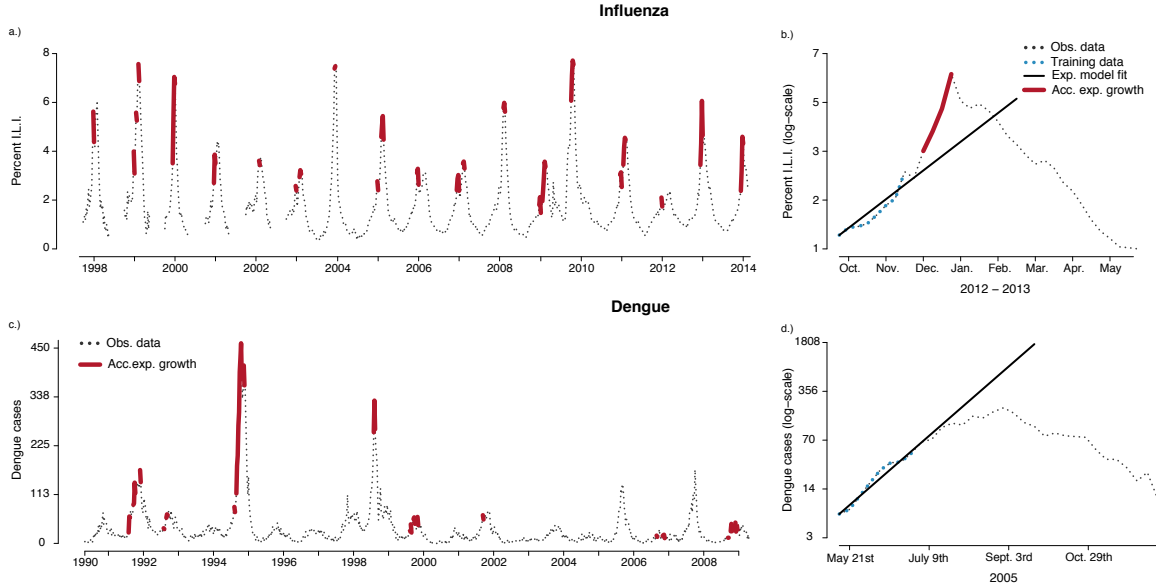 Influenza
a.)
Percent I.L.I.
8
6
4
2
0
1998 2000 2002 2004 2006 2008 2010 2012 2014
b.)
Percent I.L.I. (log−scale)
7
5
3
2
1
Obs. data
Training data
Exp. model fit
Acc. exp. growth
Oct. Nov. Dec. Jan. Feb. Mar. Apr. May
2012 − 2013
Dengue
c.)
Dengue cases
450
338
225
113
0
Obs. data
Acc.exp. growth
1990 1992 1994 1996 1998 2000 2002 2004 2006 2008
d.)
Dengue cases (log−scale)
1808
356
70
14
3
May 21st July 9th Sept. 3rd Oct. 29th
2005